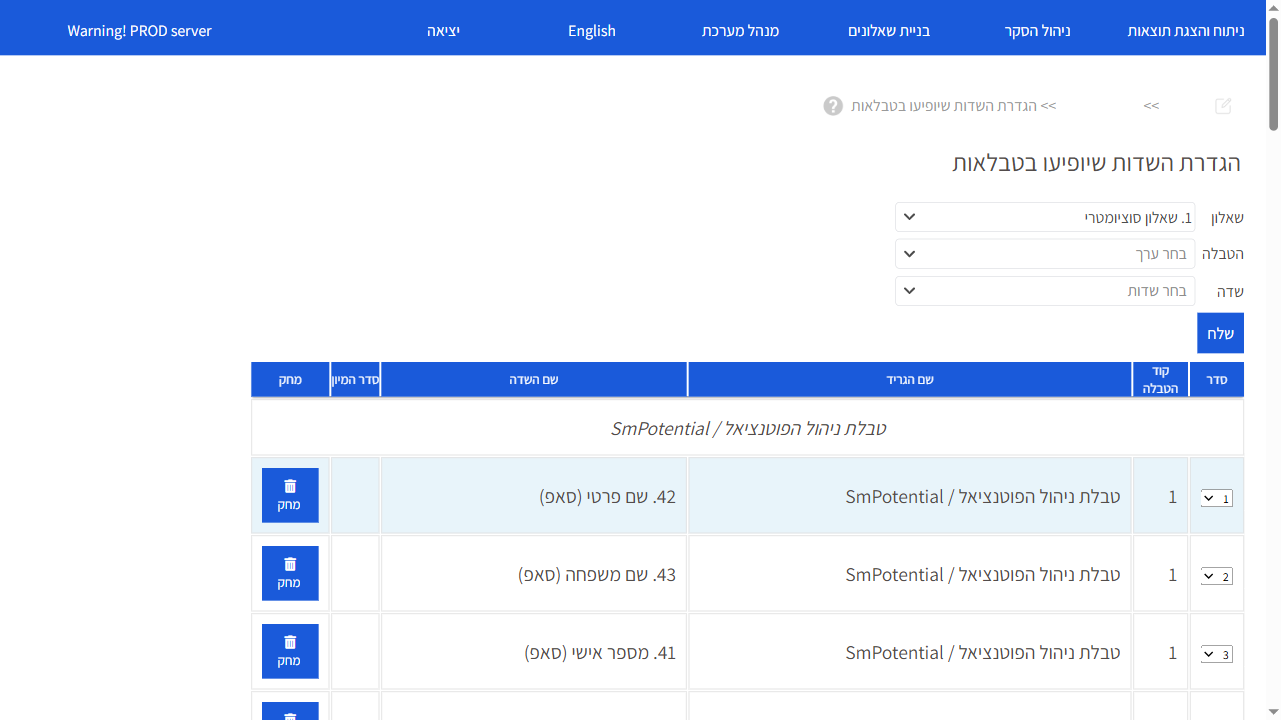 ניתוח והצגת תוצאות ניהול הסקר בניית שאלונים מנהל מערכת English יציאה Warning! PROD server
>> >> הגדרת השדות שיופיעו בטבלאות ?
הגדרת השדות שיופיעו בטבלאות
שאלון 1. שאלון סוציומטרי
הטבלה בחר ערך
שדה בחר שדות
שלח
סדר קוד הטבלה שם הגריד שם השדה סדר המיון מחק
טבלת ניהול הפוטנציאל / SmPotential
1 1 טבלת ניהול הפוטנציאל / SmPotential 42. שם פרטי (סאפ) מחק
2 1 טבלת ניהול הפוטנציאל / SmPotential 43. שם משפחה (סאפ) מחק
3 1 טבלת ניהול הפוטנציאל / SmPotential 41. מספר אישי (סאפ) מחק